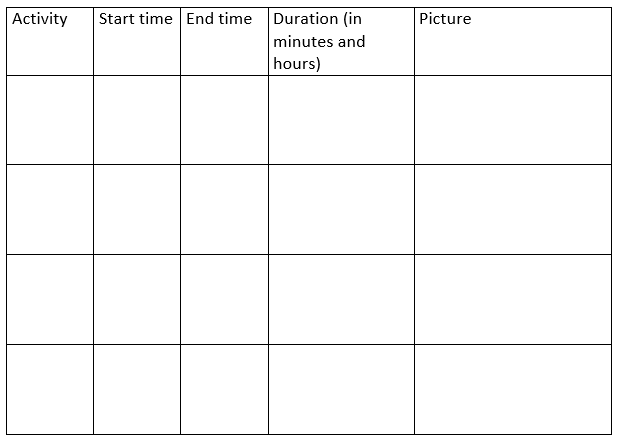 Activity
Start time
End time
Duration (in
minutes and
hours)
Picture